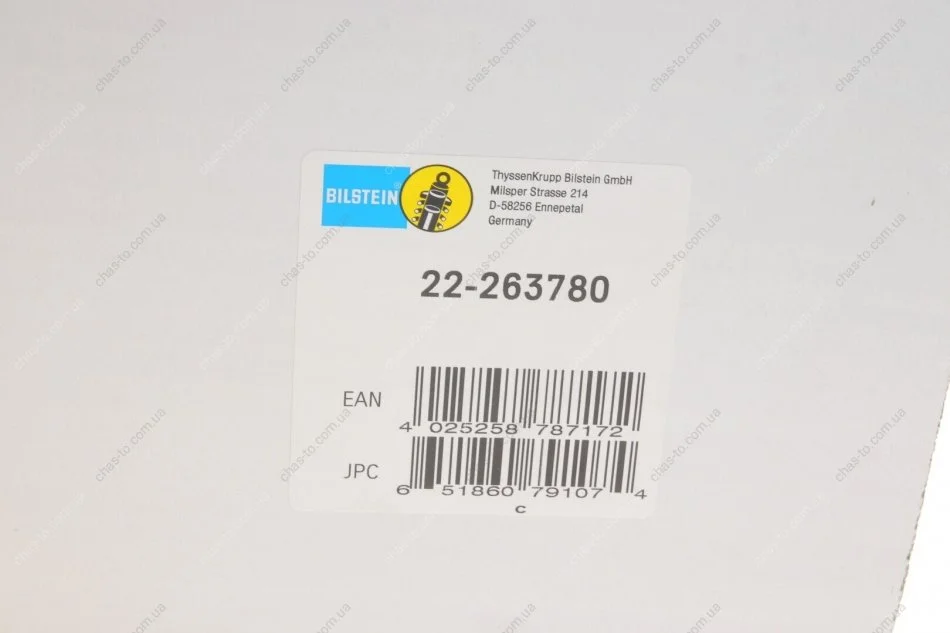 BILSTEIN®
ThyssenKrupp Bilstein GmbH
Milsper Strasse 214
D-58256 Ennepetal
Germany
22-263780
EAN
4 025258 787172
JPC
6 51860 79107 4
c
chas-to.com.ua